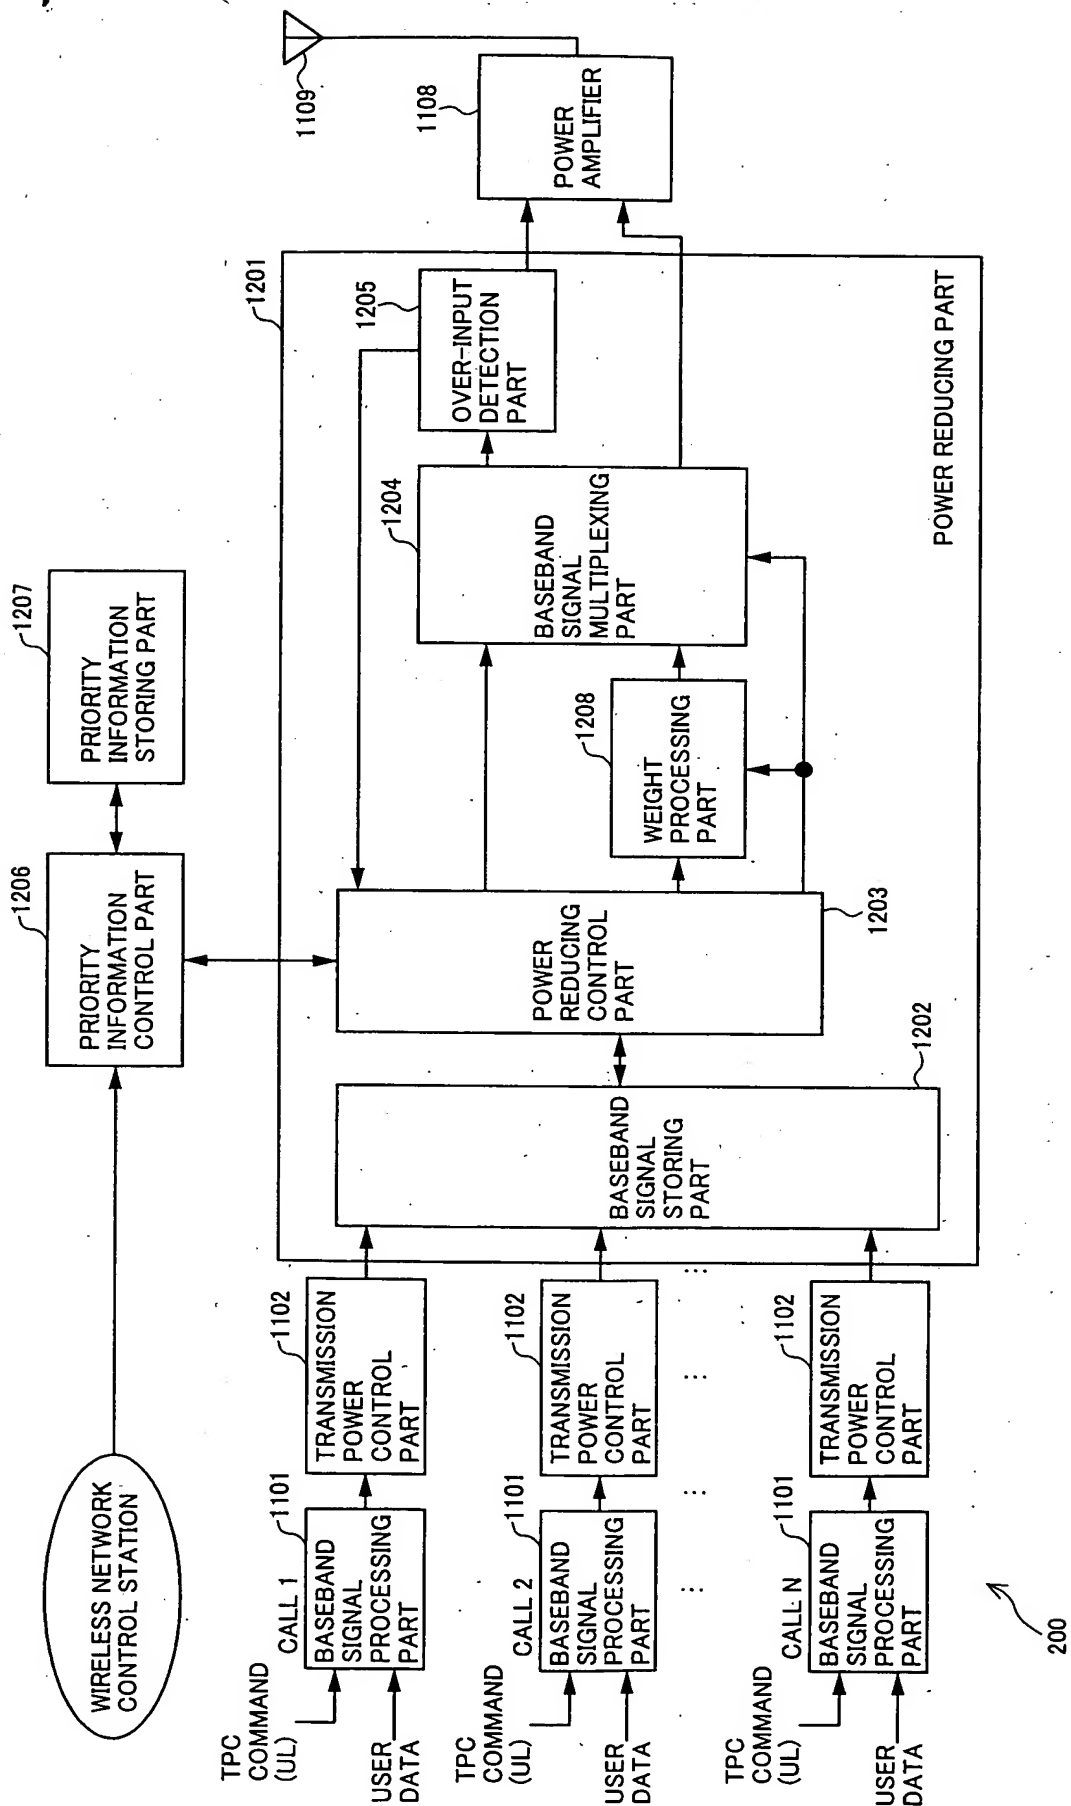 WIRELESS NETWORK
CONTROL STATION
PRIORITY
INFORMATION
CONTROL PART
1206
PRIORITY
INFORMATION
STORING PART
1207
TPC
COMMAND
(UL)
USER
DATA
CALL 1
1101
BASEBAND
SIGNAL
PROCESSING
PART
1102
TRANSMISSION
POWER
CONTROL
PART
TPC
COMMAND
(UL)
USER
DATA
CALL 2
1101
BASEBAND
SIGNAL
PROCESSING
PART
1102
TRANSMISSION
POWER
CONTROL
PART
TPC
COMMAND
(UL)
USER
DATA
CALL N
1101
BASEBAND
SIGNAL
PROCESSING
PART
1102
TRANSMISSION
POWER
CONTROL
PART
BASEBAND
SIGNAL
STORING
PART
1202
POWER
REDUCING
CONTROL
PART
1203
WEIGHT
PROCESSING
PART
1208
BASEBAND
SIGNAL
MULTIPLEXING
PART
1204
OVER-INPUT
DETECTION
PART
1205
1201
POWER REDUCING PART
POWER
AMPLIFIER
1108
1109
200